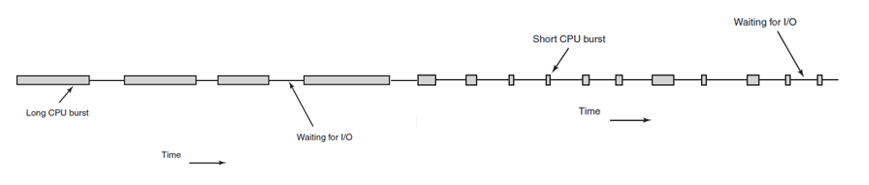 Waiting for I/O
Short CPU burst
Long CPU burst
Time
Waiting for I/O
Time